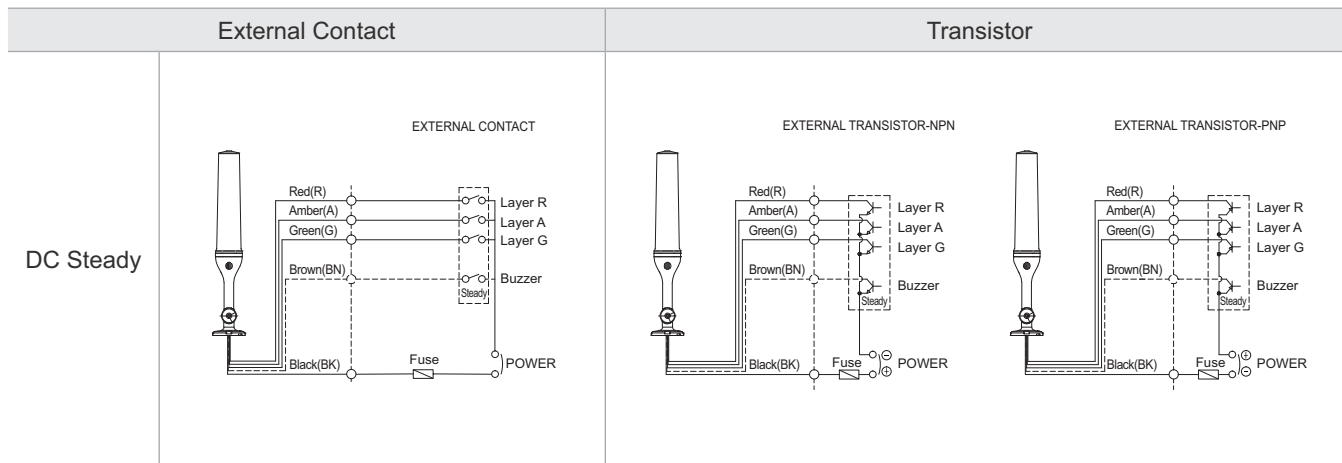 External Contact
Transistor
DC Steady
EXTERNAL CONTACT
Red(R)
Layer R
Amber(A)
Layer A
Green(G)
Layer G
Brown(BN)
Buzzer
Steady
Black(BK)
Fuse
POWER
EXTERNAL TRANSISTOR-NPN
Red(R)
Layer R
Amber(A)
Layer A
Green(G)
Layer G
Brown(BN)
Buzzer
Steady
Black(BK)
Fuse
POWER
EXTERNAL TRANSISTOR-PNP
Red(R)
Layer R
Amber(A)
Layer A
Green(G)
Layer G
Brown(BN)
Buzzer
Steady
Black(BK)
Fuse
POWER